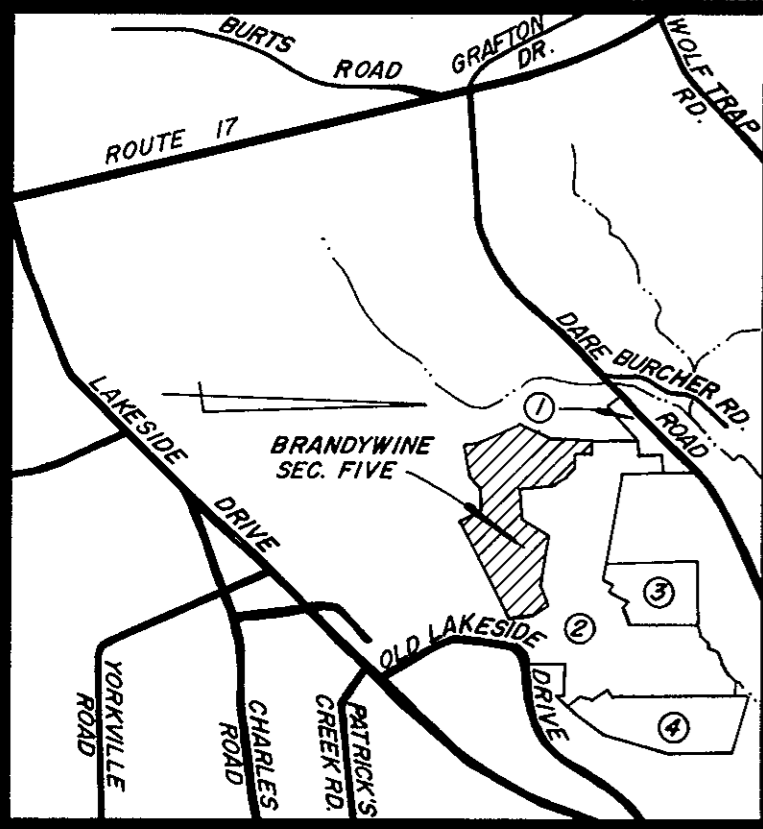 BURTS
ROAD
GRAFTON
DR.
WOLF TRAP
RD.
ROUTE 17
DARE
ROAD
BURCHER RD.
1
LAKESIDE
DRIVE
BRANDYWINE
SEC. FIVE
3
2
OLD LAKESIDE
DRIVE
4
YORKVILLE
ROAD
CHARLES
ROAD
PATRICK'S
CREEK RD.